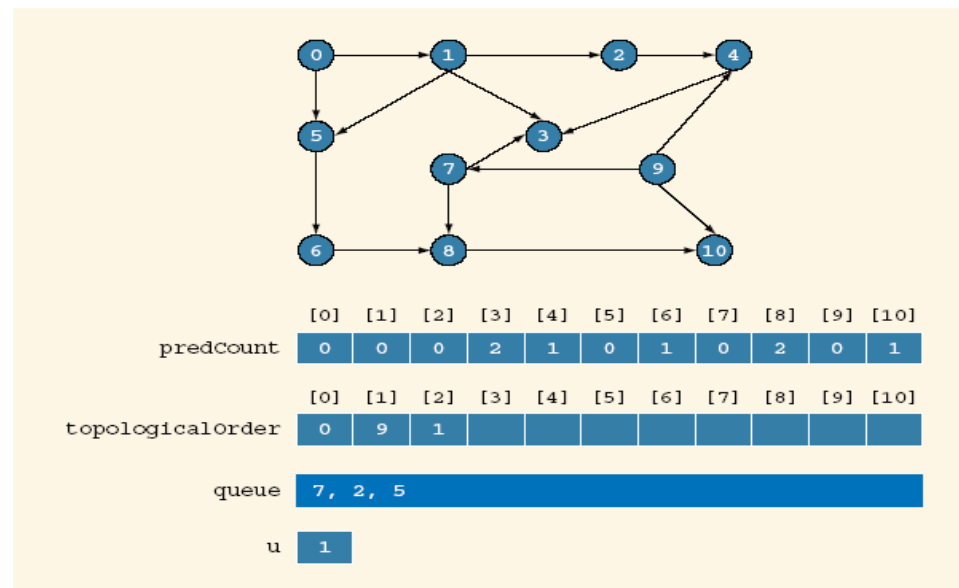 0 1 2 4
5 3
7 9
6 8 10
[0] [1] [2] [3] [4] [5] [6] [7] [8] [9] [10]
predCount 0 0 0 2 1 0 1 0 2 0 1
[0] [1] [2] [3] [4] [5] [6] [7] [8] [9] [10]
topologicalOrder 0 9 1
queue 7, 2, 5
u 1